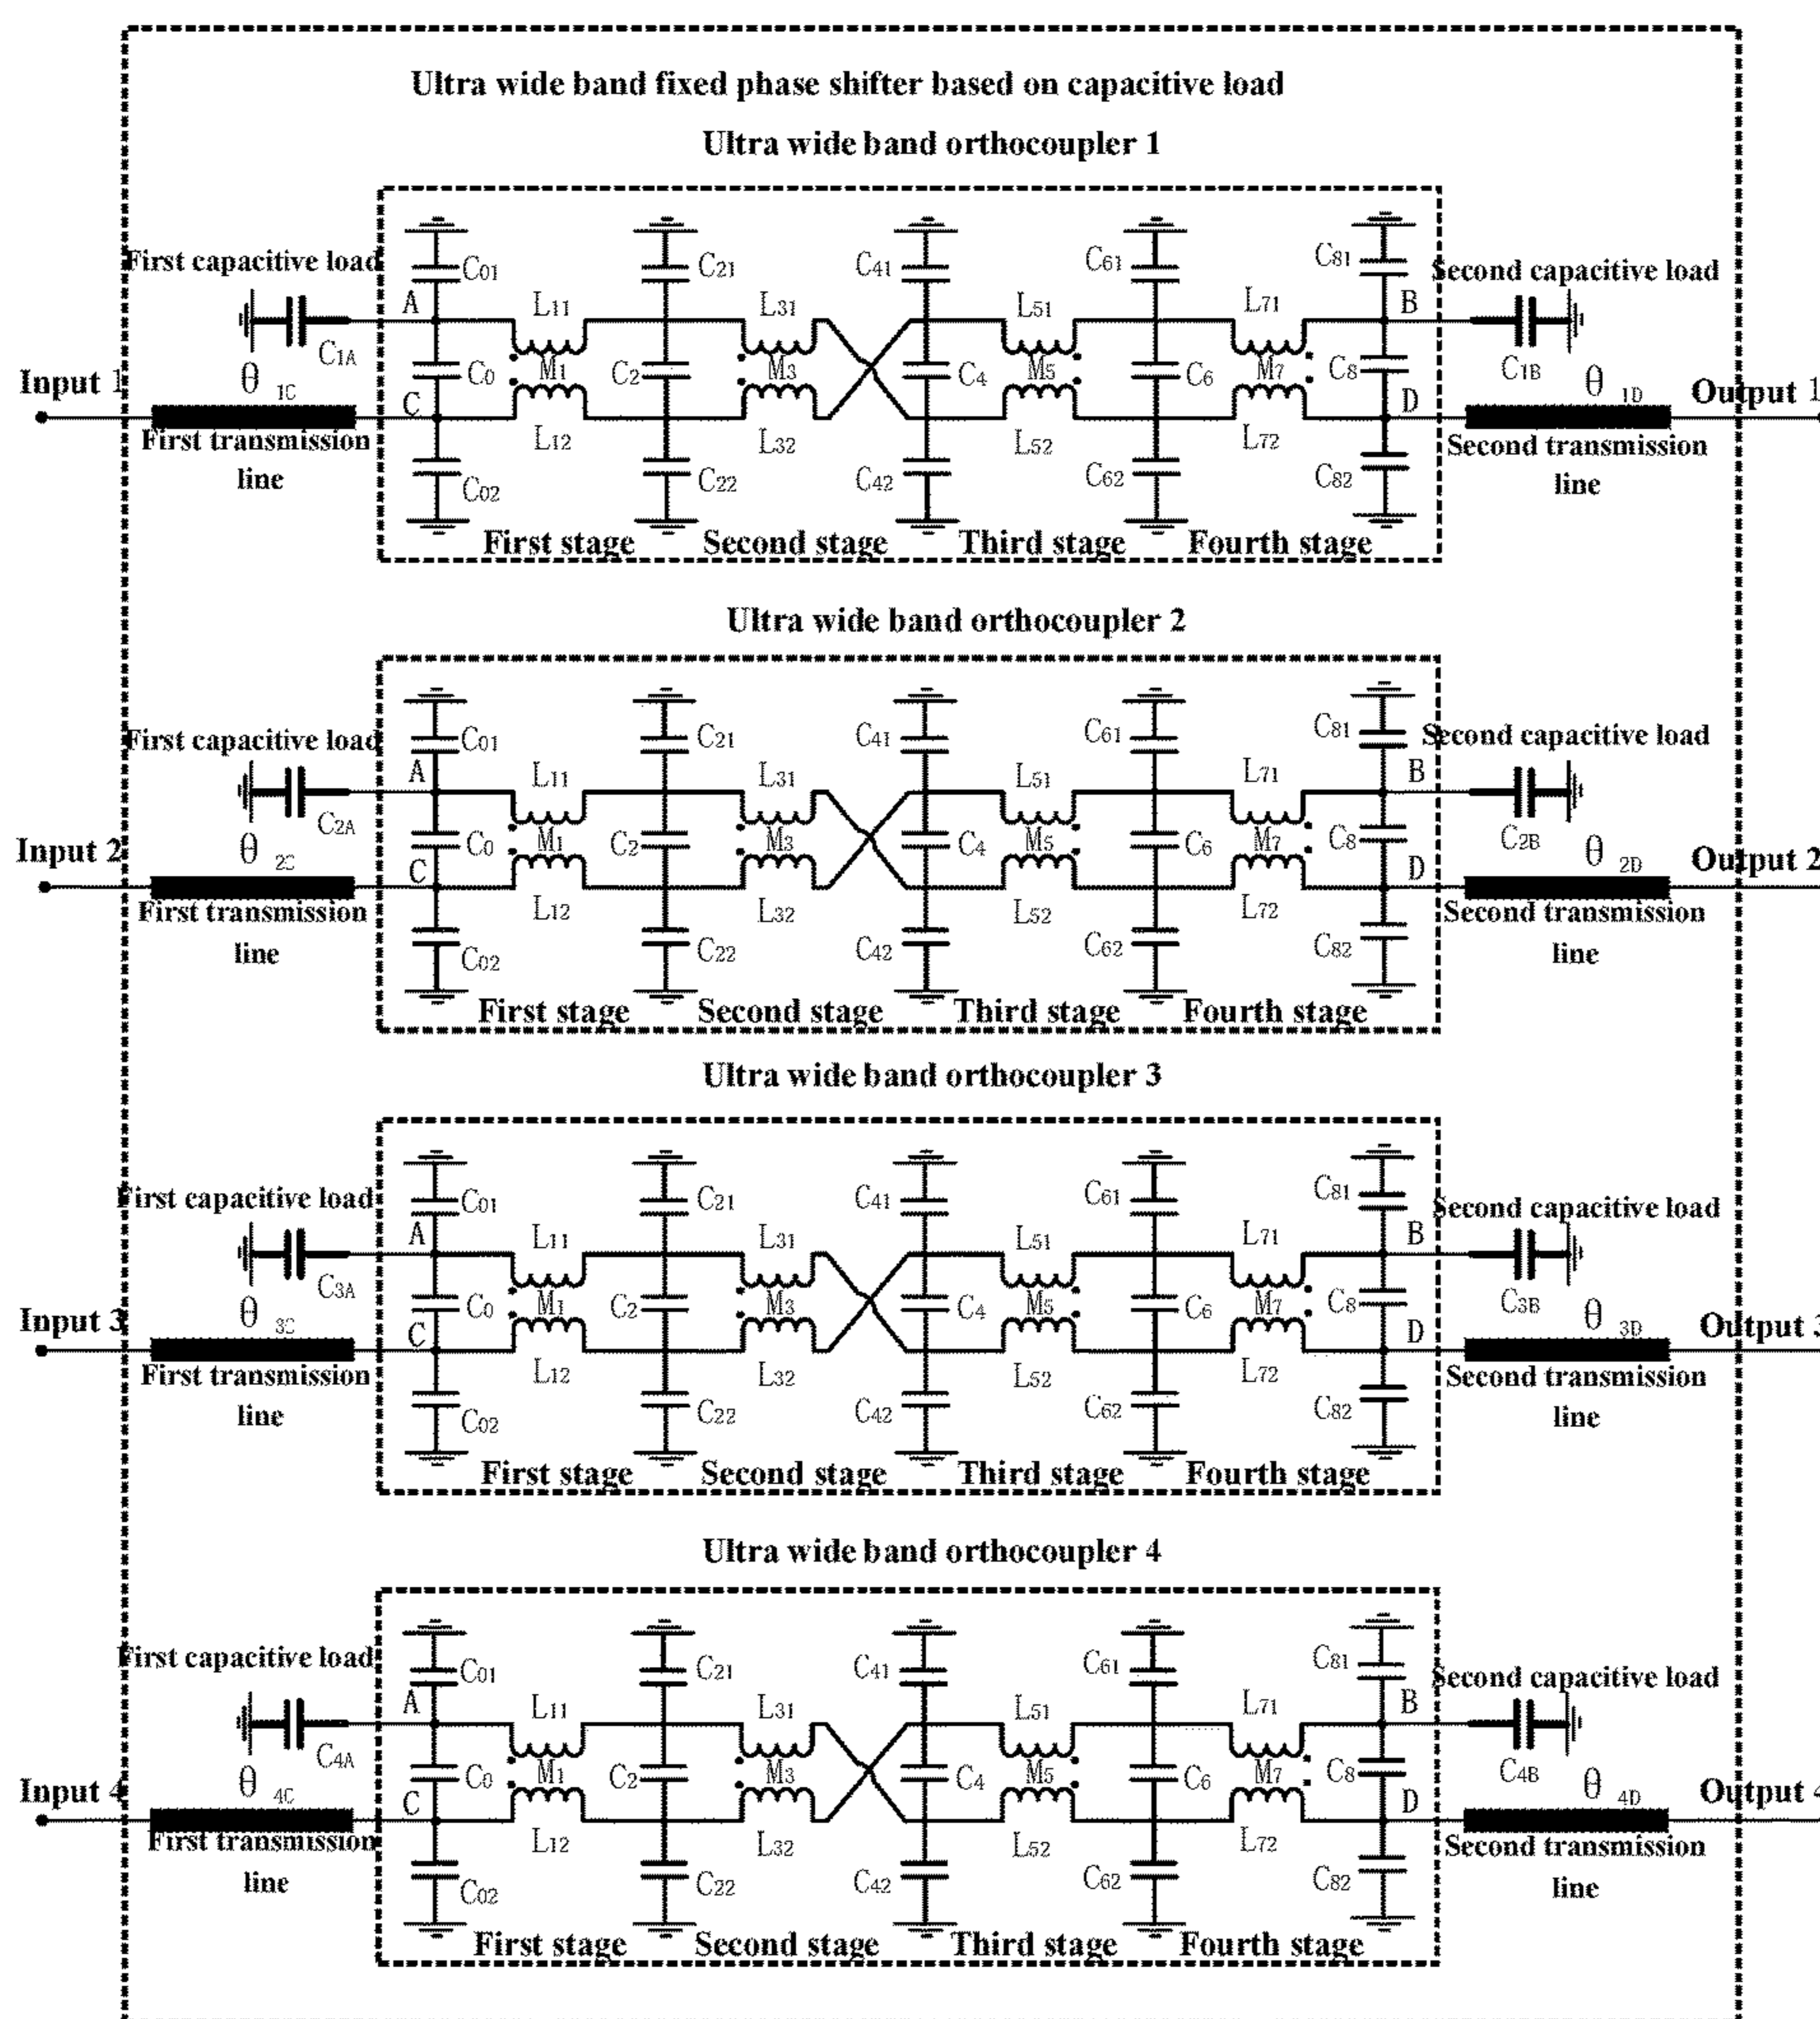 Ultra wide band fixed phase shifter based on capacitive load
Ultra wide band orthocoupler 1
First capacitive load
C01 C21 C41 C61 C81
Second capacitive load
A L11 L31 L51 L71 B
C1A C0 M1 C2 M3 C4 M5 C6 M7 C8 C1B
Input 1 θ 1C C D θ 1D Output 1
First transmission line
L12 L32 L52 L72
Second transmission line
C02 C22 C42 C62 C82
First stage Second stage Third stage Fourth stage
Ultra wide band orthocoupler 2
First capacitive load
C01 C21 C41 C61 C81
Second capacitive load
A L11 L31 L51 L71 B
C2A C0 M1 C2 M3 C4 M5 C6 M7 C8 C2B
Input 2 θ 2C C D θ 2D Output 2
First transmission line
L12 L32 L52 L72
Second transmission line
C02 C22 C42 C62 C82
First stage Second stage Third stage Fourth stage
Ultra wide band orthocoupler 3
First capacitive load
C01 C21 C41 C61 C81
Second capacitive load
A L11 L31 L51 L71 B
C3A C0 M1 C2 M3 C4 M5 C6 M7 C8 C3B
Input 3 θ 3C C D θ 3D Output 3
First transmission line
L12 L32 L52 L72
Second transmission line
C02 C22 C42 C62 C82
First stage Second stage Third stage Fourth stage
Ultra wide band orthocoupler 4
First capacitive load
C01 C21 C41 C61 C81
Second capacitive load
A L11 L31 L51 L71 B
C4A C0 M1 C2 M3 C4 M5 C6 M7 C8 C4B
Input 4 θ 4C C D θ 4D Output 4
First transmission line
L12 L32 L52 L72
Second transmission line
C02 C22 C42 C62 C82
First stage Second stage Third stage Fourth stage